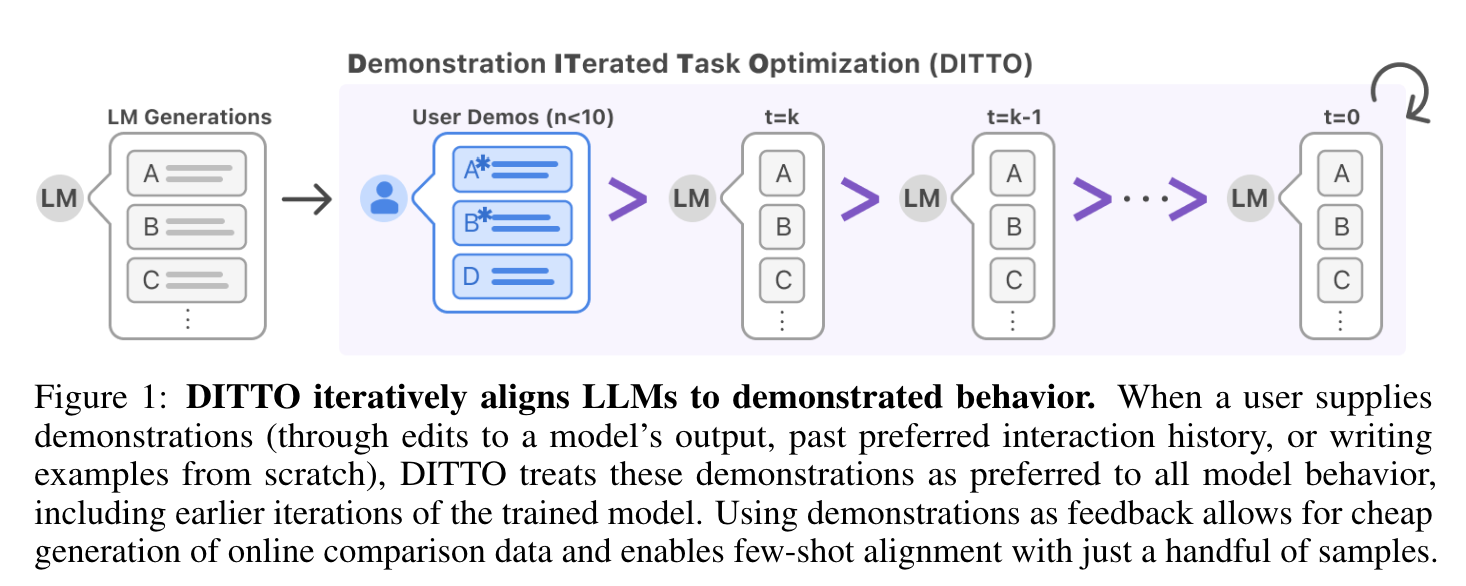 Demonstration ITerated Task Optimization (DITTO)
LM Generations
User Demos (n<10)
t=k
t=k-1
t=0
LM
A
B
C
⋮
A*
B*
D
>
LM
A
B
C
⋮
>
LM
A
B
C
⋮
> · · · >
LM
A
B
C
⋮
Figure 1: DITTO iteratively aligns LLMs to demonstrated behavior. When a user supplies
demonstrations (through edits to a model's output, past preferred interaction history, or writing
examples from scratch), DITTO treats these demonstrations as preferred to all model behavior,
including earlier iterations of the trained model. Using demonstrations as feedback allows for cheap
generation of online comparison data and enables few-shot alignment with just a handful of samples.